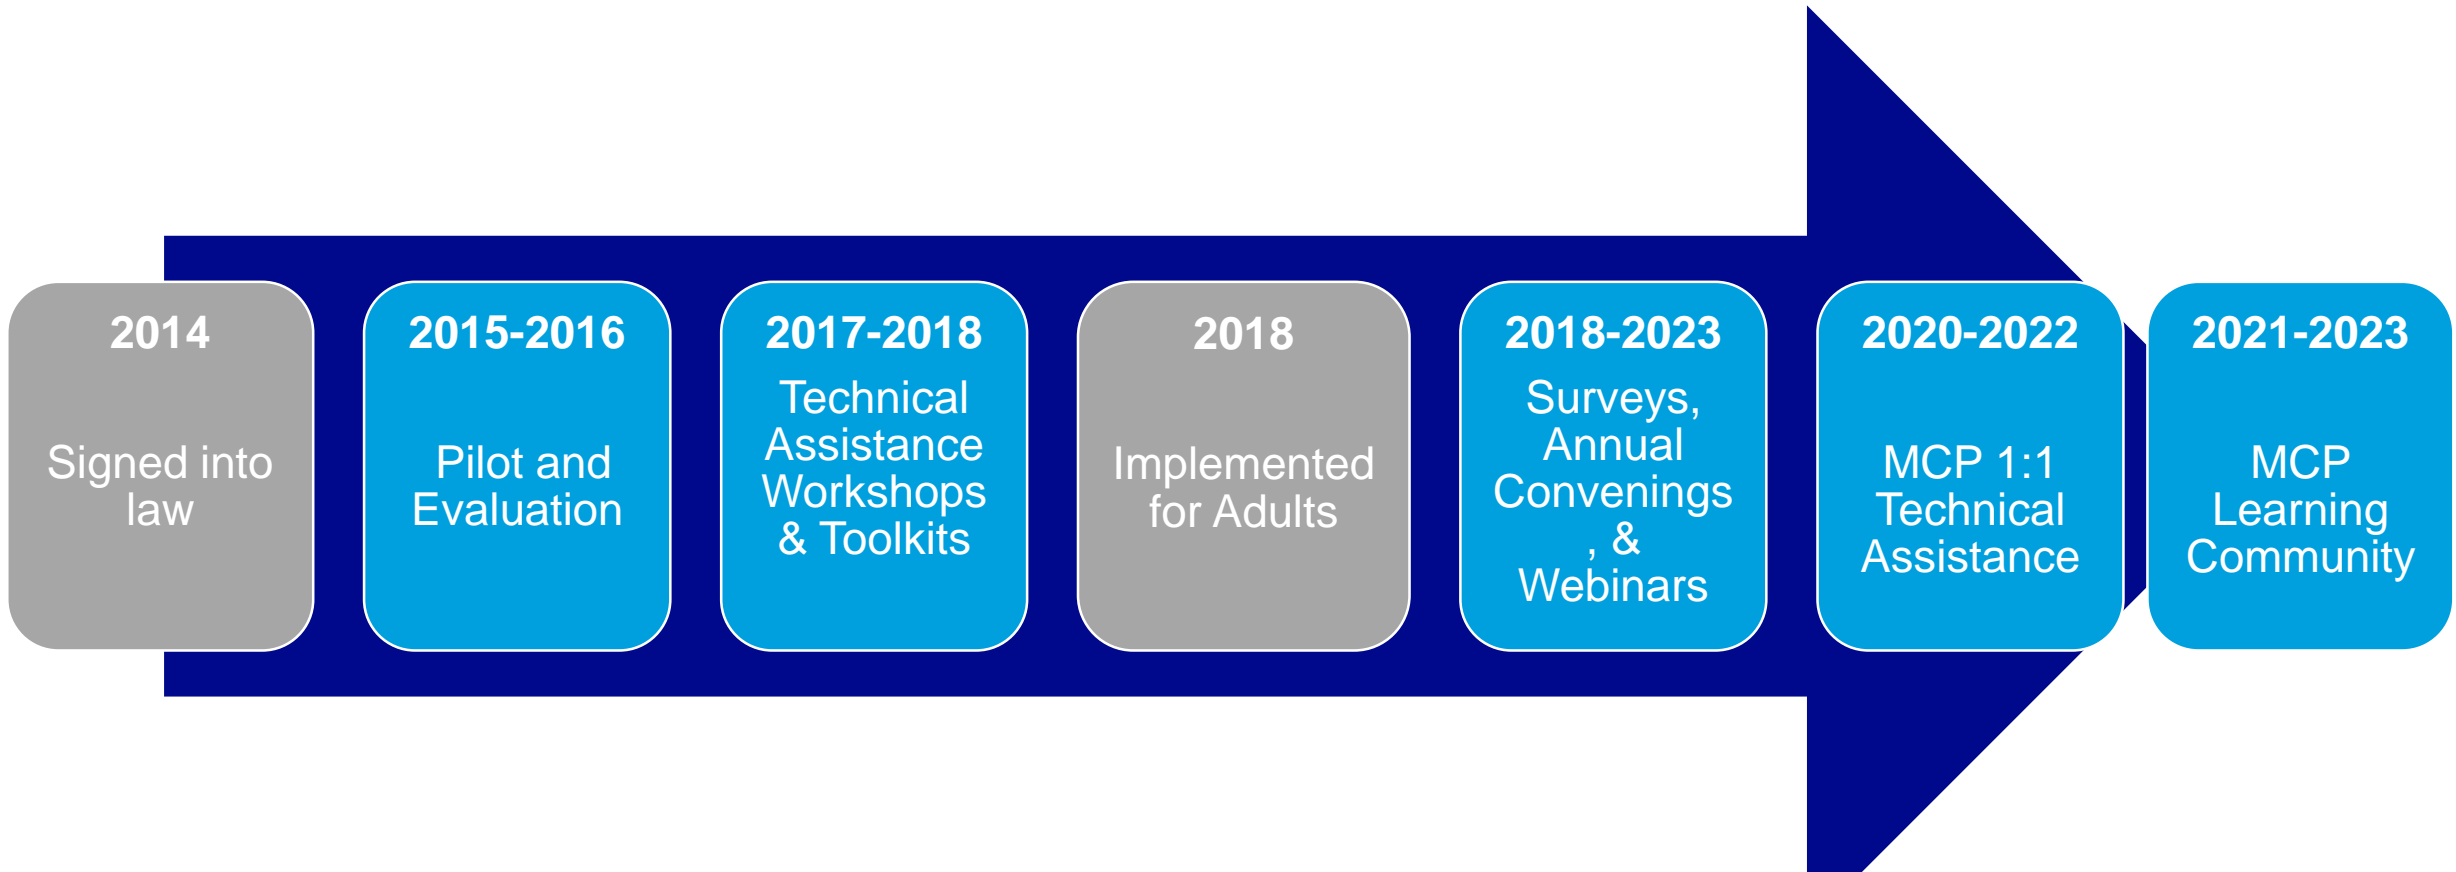 2014
Signed into
law
2015-2016
Pilot and
Evaluation
2017-2018
Technical
Assistance
Workshops
& Toolkits
2018
Implemented
for Adults
2018-2023
Surveys,
Annual
Convenings
, &
Webinars
2020-2022
MCP 1:1
Technical
Assistance
2021-2023
MCP
Learning
Community